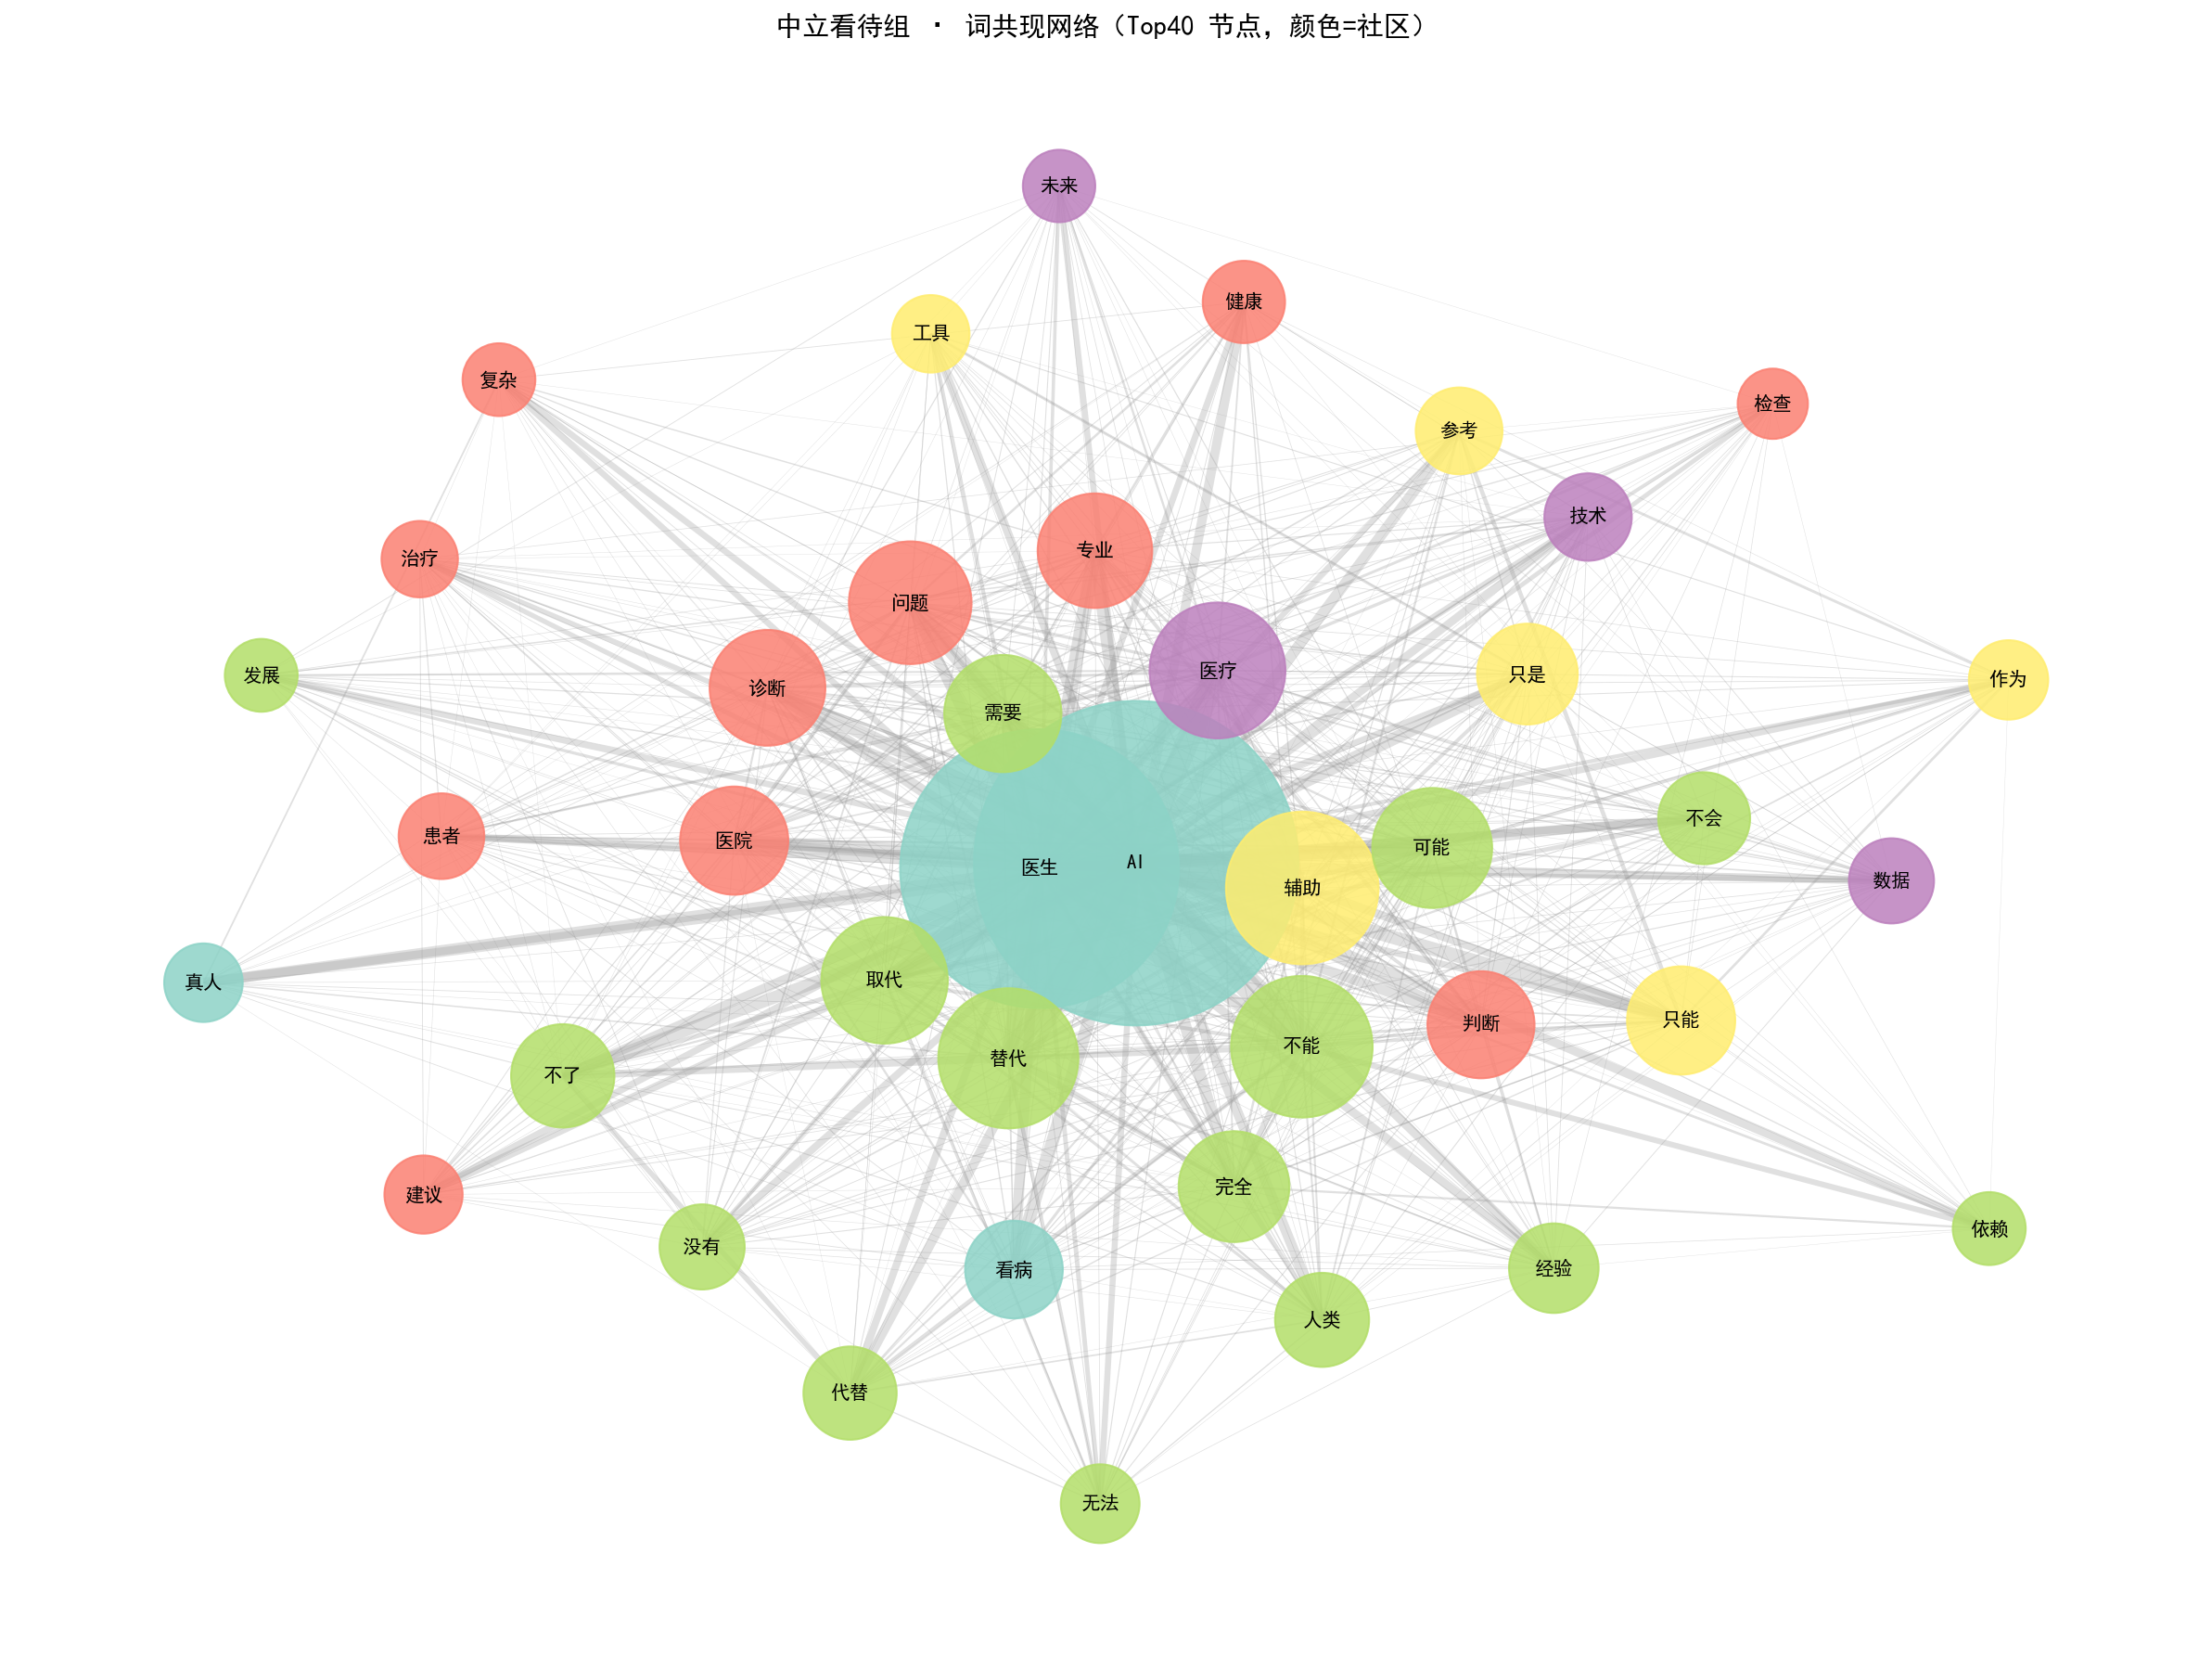 中立看待组 · 词共现网络（Top40 节点，颜色=社区）
未来
健康
工具
复杂
检查
参考
技术
专业
治疗
问题
医疗
只是
发展
诊断
作为
需要
不会
患者
医院
可能
医生
AI
辅助
数据
取代
真人
判断
只能
不能
替代
不了
完全
建议
依赖
没有
看病
经验
人类
代替
无法